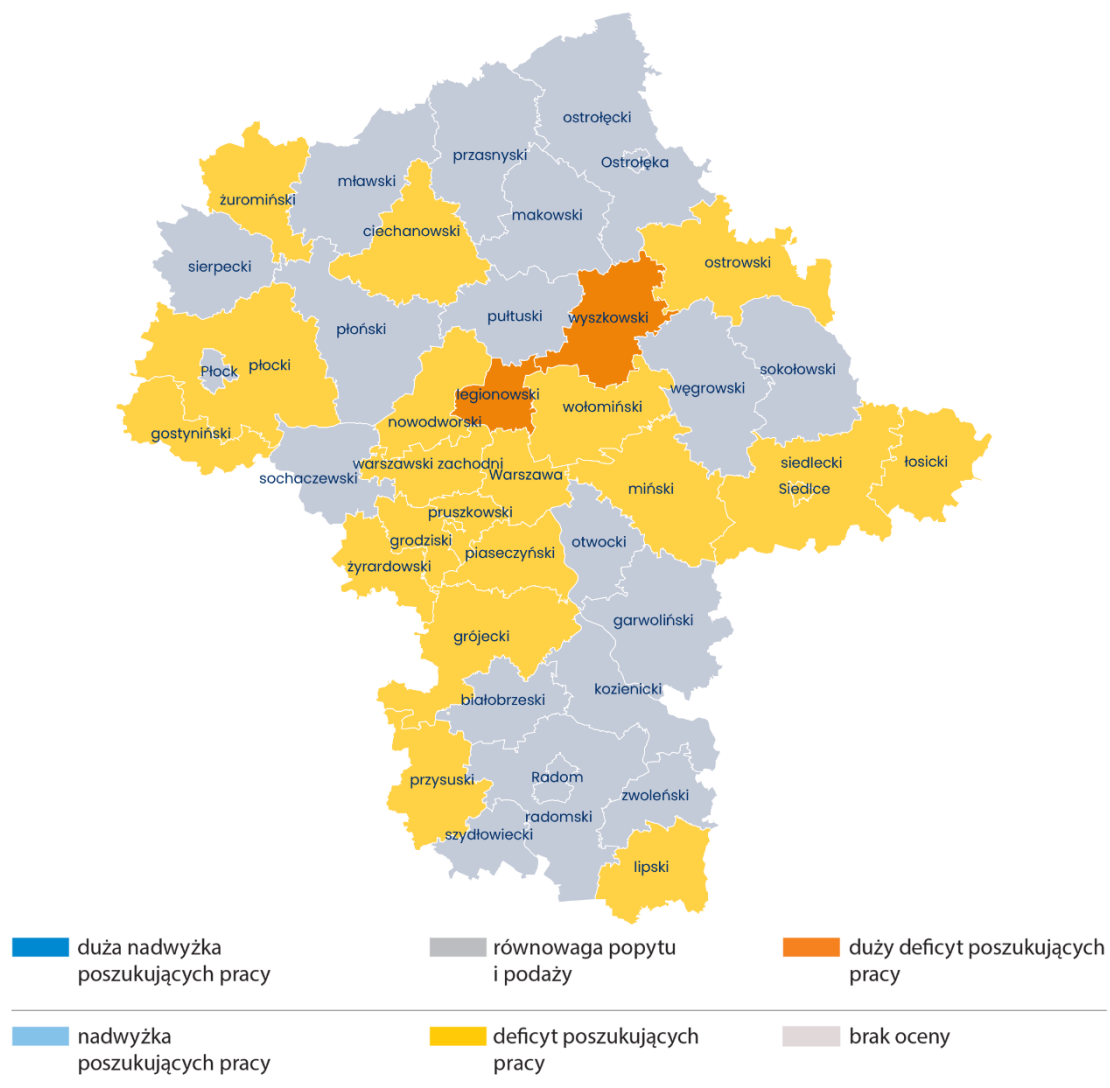 ostrołęcki
przasnyski
Ostrołęka
mławski
żuromiński
makowski
ciechanowski
ostrowski
sierpecki
pułtuski
wyszkowski
płoński
płocki
Płock
sokołowski
węgrowski
legionowski
wołomiński
nowodworski
gostyniński
warszawski zachodni
siedlecki
łosicki
sochaczewski
Warszawa
miński
Siedlce
pruszkowski
grodziski
otwocki
piaseczyński
żyrardowski
garwoliński
grójecki
kozienicki
białobrzeski
przysuski
Radom
zwoleński
radomski
szydłowiecki
lipski
duża nadwyżka
poszukujących pracy
równowaga popytu
i podaży
duży deficyt poszukujących
pracy
nadwyżka
poszukujących pracy
deficyt poszukujących
pracy
brak oceny